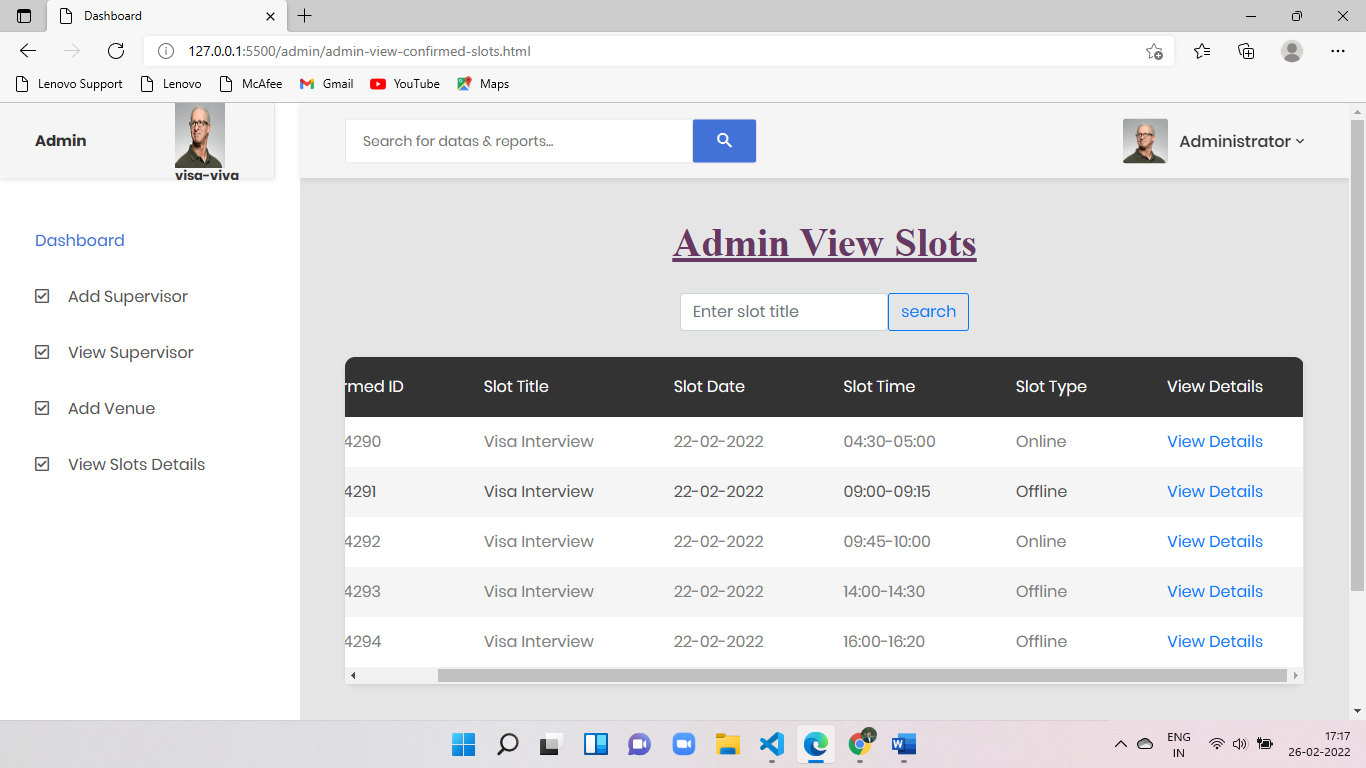 Dashboard
127.0.0.1:5500/admin/admin-view-confirmed-slots.html
Lenovo Support Lenovo McAfee Gmail YouTube Maps
Admin
visa-viva
Search for datas & reports...
Administrator
Dashboard
Add Supervisor
View Supervisor
Add Venue
View Slots Details
Admin View Slots
Enter slot title search
rmed ID Slot Title Slot Date Slot Time Slot Type View Details
4290 Visa Interview 22-02-2022 04:30-05:00 Online View Details
4291 Visa Interview 22-02-2022 09:00-09:15 Offline View Details
4292 Visa Interview 22-02-2022 09:45-10:00 Online View Details
4293 Visa Interview 22-02-2022 14:00-14:30 Offline View Details
4294 Visa Interview 22-02-2022 16:00-16:20 Offline View Details
ENG
IN
17:17
26-02-2022